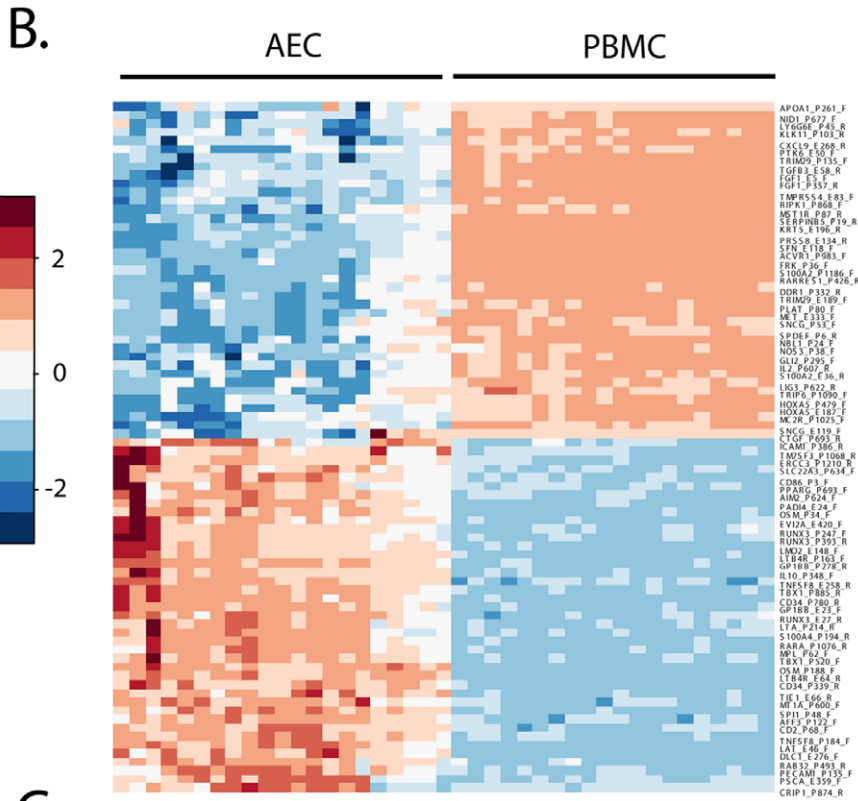 B.
AEC
PBMC
2
0
-2
APOA1_P261_F
NID1_P677_F
LY6G6E_P45_R
KLK11_P103_R
CXCL9_E268_R
PTK6_E50_F
TRIM29_P135_F
TGFB3_E58_R
FGF1_E5_F
FGF1_P357_R
TMPRSS4_E83_F
RIPK1_P868_F
MST1R_P87_R
SERPINB5_P19_R
KRT5_E196_R
PRSS8_E134_R
SFN_E118_F
ACVR1_P983_F
FRK_P36_F
S100A2_P1186_F
RARRES1_P426_R
DDR1_P332_R
TRIM29_E189_F
PLAT_P80_F
MET_E333_F
SNCG_P53_F
SPDEF_P6_R
NBL1_P24_F
NOS3_P38_F
GLI2_P295_F
IL2_P607_R
S100A2_E36_R
LIG3_P622_R
TRIP6_P1090_F
HOXA5_P479_F
HOXA5_E187_F
MC2R_P1025_F
SNCG_E119_F
CTGF_P693_R
ICAM1_P386_R
TM7SF3_P1068_R
ERCC3_P1210_R
SLC22A3_P634_F
CD86_P3_F
PPARG_P693_F
AIM2_P624_F
PADI4_E24_F
OSM_P34_F
EVI2A_E420_F
RUNX3_P247_F
RUNX3_P393_R
LMO2_E148_F
LTB4R_P163_F
GP1BB_P278_R
IL10_P348_F
TNFSF8_E258_R
TBX1_P885_R
CD34_P780_R
GP1BB_E23_F
RUNX3_E27_R
LTA_P214_R
S100A4_P194_R
RARA_P1076_R
MPL_P62_F
TBX1_P520_F
OSM_P188_F
LTB4R_E64_R
CD34_P339_R
TIE1_E66_R
MT1A_P600_F
SPI1_P48_F
AFF3_P122_F
CD2_P68_F
TNFSF8_P184_F
LAT_E46_F
DLC1_E276_F
RAB32_P493_R
PECAM1_P135_F
PSCA_E359_F
CRIP1_P874_R